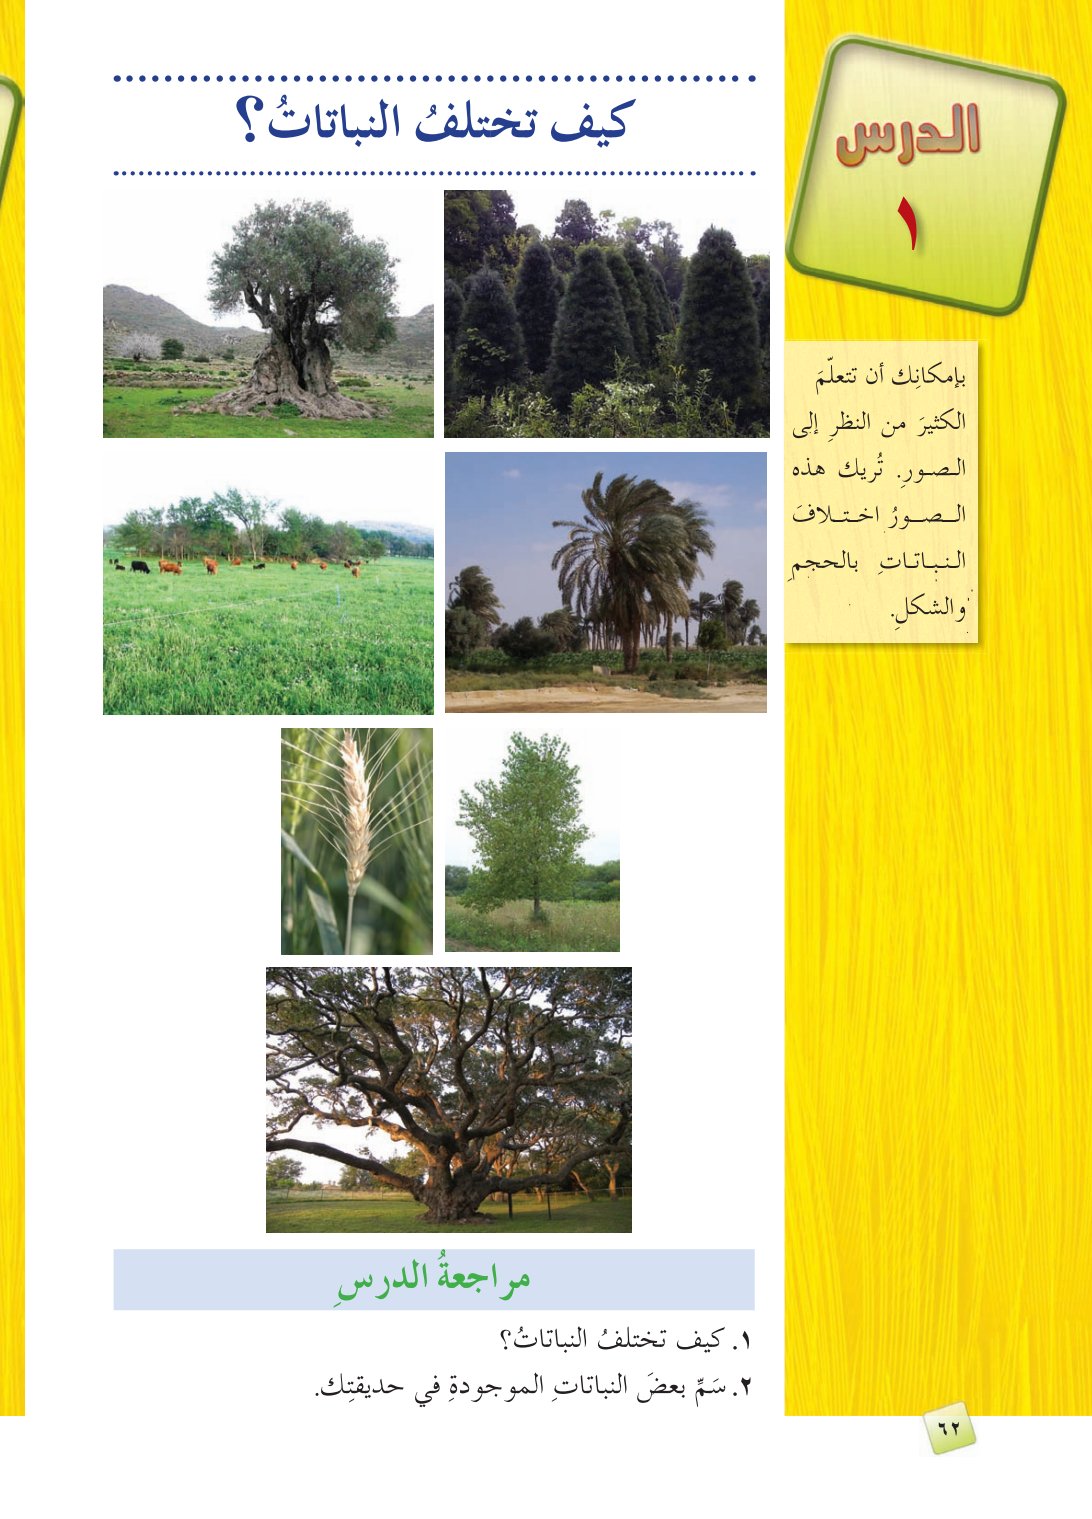 الدرس
١
كيف تختلفُ النباتاتُ؟
بإمكانِك أن تتعلّمَ
الكثيرَ من النظرِ إلى
الصورِ. تُريك هذه
الصورُ اختلافَ
النباتاتِ بالحجمِ
والشكلِ.
مراجعةُ الدرسِ
١. كيف تختلفُ النباتاتُ؟
٢. سَمِّ بعضَ النباتاتِ الموجودةِ في حديقتِك.
٦٢